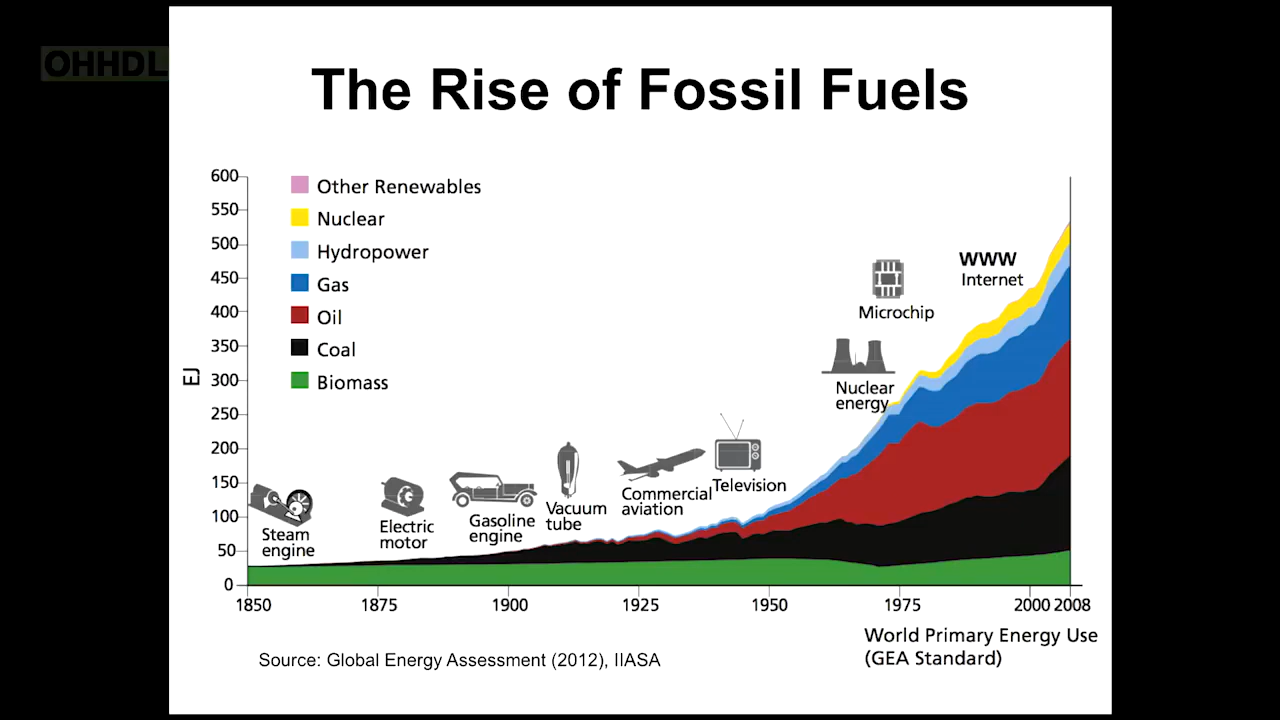 OHHDL
The Rise of Fossil Fuels
600
550
500
450
400
350
300
250
200
150
100
50
0
EJ
Other Renewables
Nuclear
Hydropower
Gas
Oil
Coal
Biomass
Steam
engine
Electric
motor
Gasoline
engine
Vacuum
tube
Commercial
aviation
Television
Nuclear
energy
Microchip
WWW
Internet
1850 1875 1900 1925 1950 1975 2000 2008
World Primary Energy Use
(GEA Standard)
Source: Global Energy Assessment (2012), IIASA